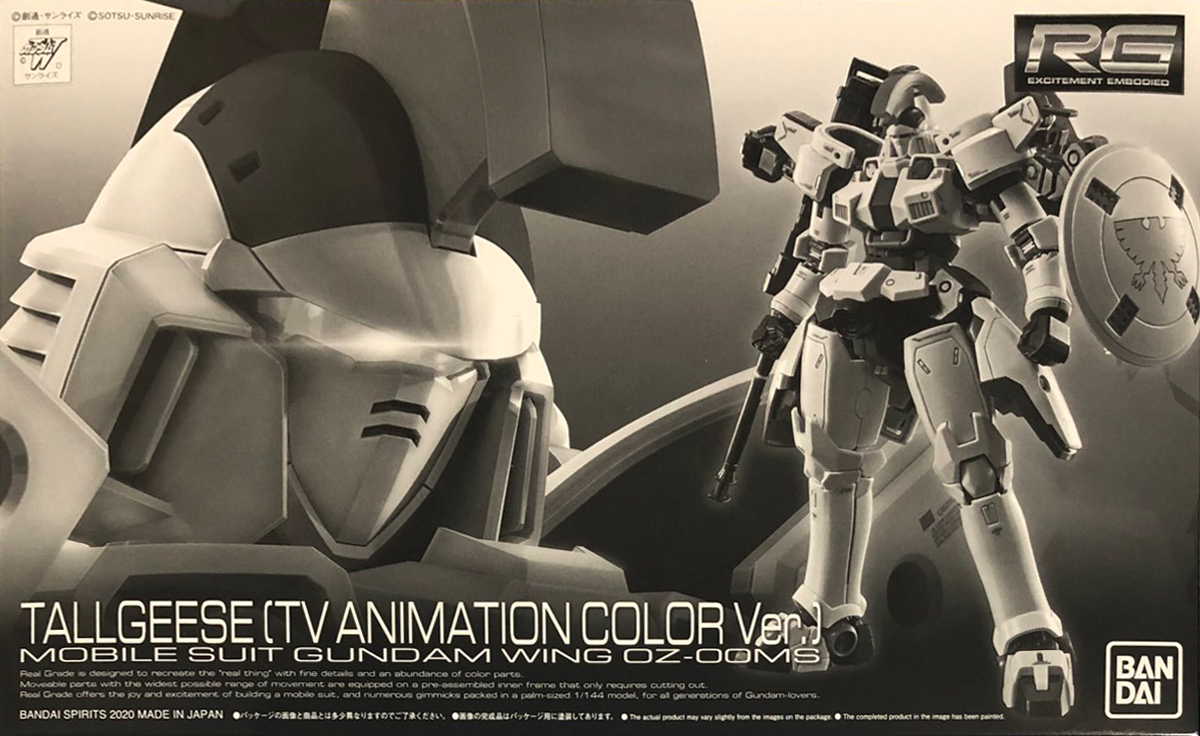 ©創通・サンライズ ©SOTSU・SUNRISE
創通
GUNDAM
W
©
D
サンライズ
RG
EXCITEMENT EMBODIED
TALLGEESE (TV ANIMATION COLOR Ver.)
MOBILE SUIT GUNDAM WING OZ-00MS
Real Grade is designed to recreate the "real thing" with fine details and an abundance of color parts.
Moveable parts with the widest possible range of movement are equipped on a pre-assembled inner frame that only requires cutting out.
Real Grade offers the joy and excitement of building a mobile suit, and numerous gimmicks packed in a palm-sized 1/144 model, for all generations of Gundam-lovers.
BANDAI SPIRITS 2020 MADE IN JAPAN ●パッケージの画像と商品とは多少異なりますのでご了承ください。 ●画像の完成品はパッケージ用に塗装してあります。 ● The actual product may vary slightly from the images on the package. ● The completed product in the image has been painted.
BAN
DAI